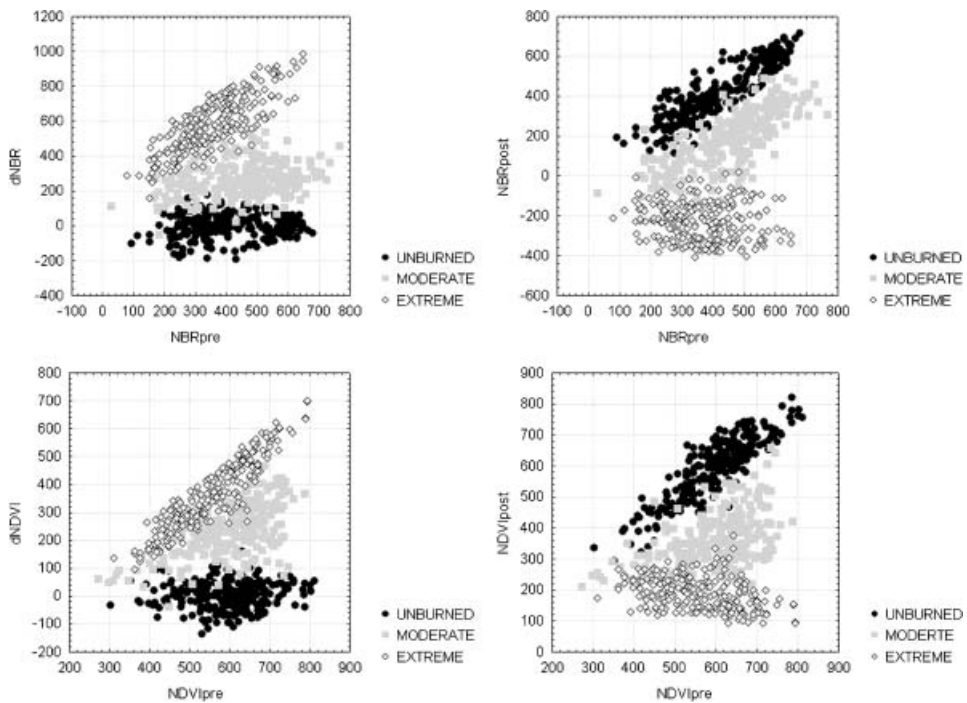 1200
1000
800
600
400
200
0
-200
-400
dNBR
-100 0 100 200 300 400 500 600 700 800
NBRpre
UNBURNED
MODERATE
EXTREME
800
600
400
200
0
-200
-400
-600
NBRpost
-100 0 100 200 300 400 500 600 700 800
NBRpre
UNBURNED
MODERATE
EXTREME
800
700
600
500
400
300
200
100
0
-100
-200
dNDVI
200 300 400 500 600 700 800 900
NDVIpre
UNBURNED
MODERATE
EXTREME
900
800
700
600
500
400
300
200
100
0
NDVIpost
200 300 400 500 600 700 800 900
NDVIpre
UNBURNED
MODERTE
EXTREME